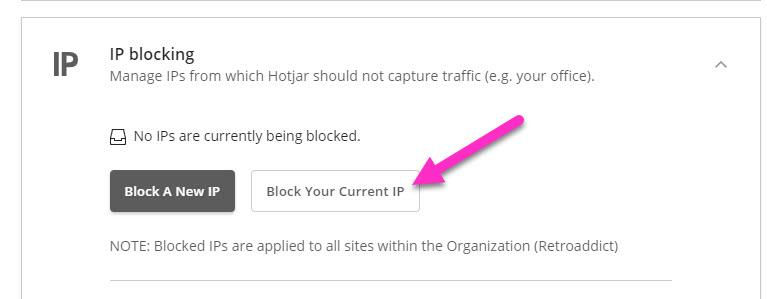 IP
IP blocking
Manage IPs from which Hotjar should not capture traffic (e.g. your office).
No IPs are currently being blocked.
Block A New IP
Block Your Current IP
NOTE: Blocked IPs are applied to all sites within the Organization (Retroaddict)